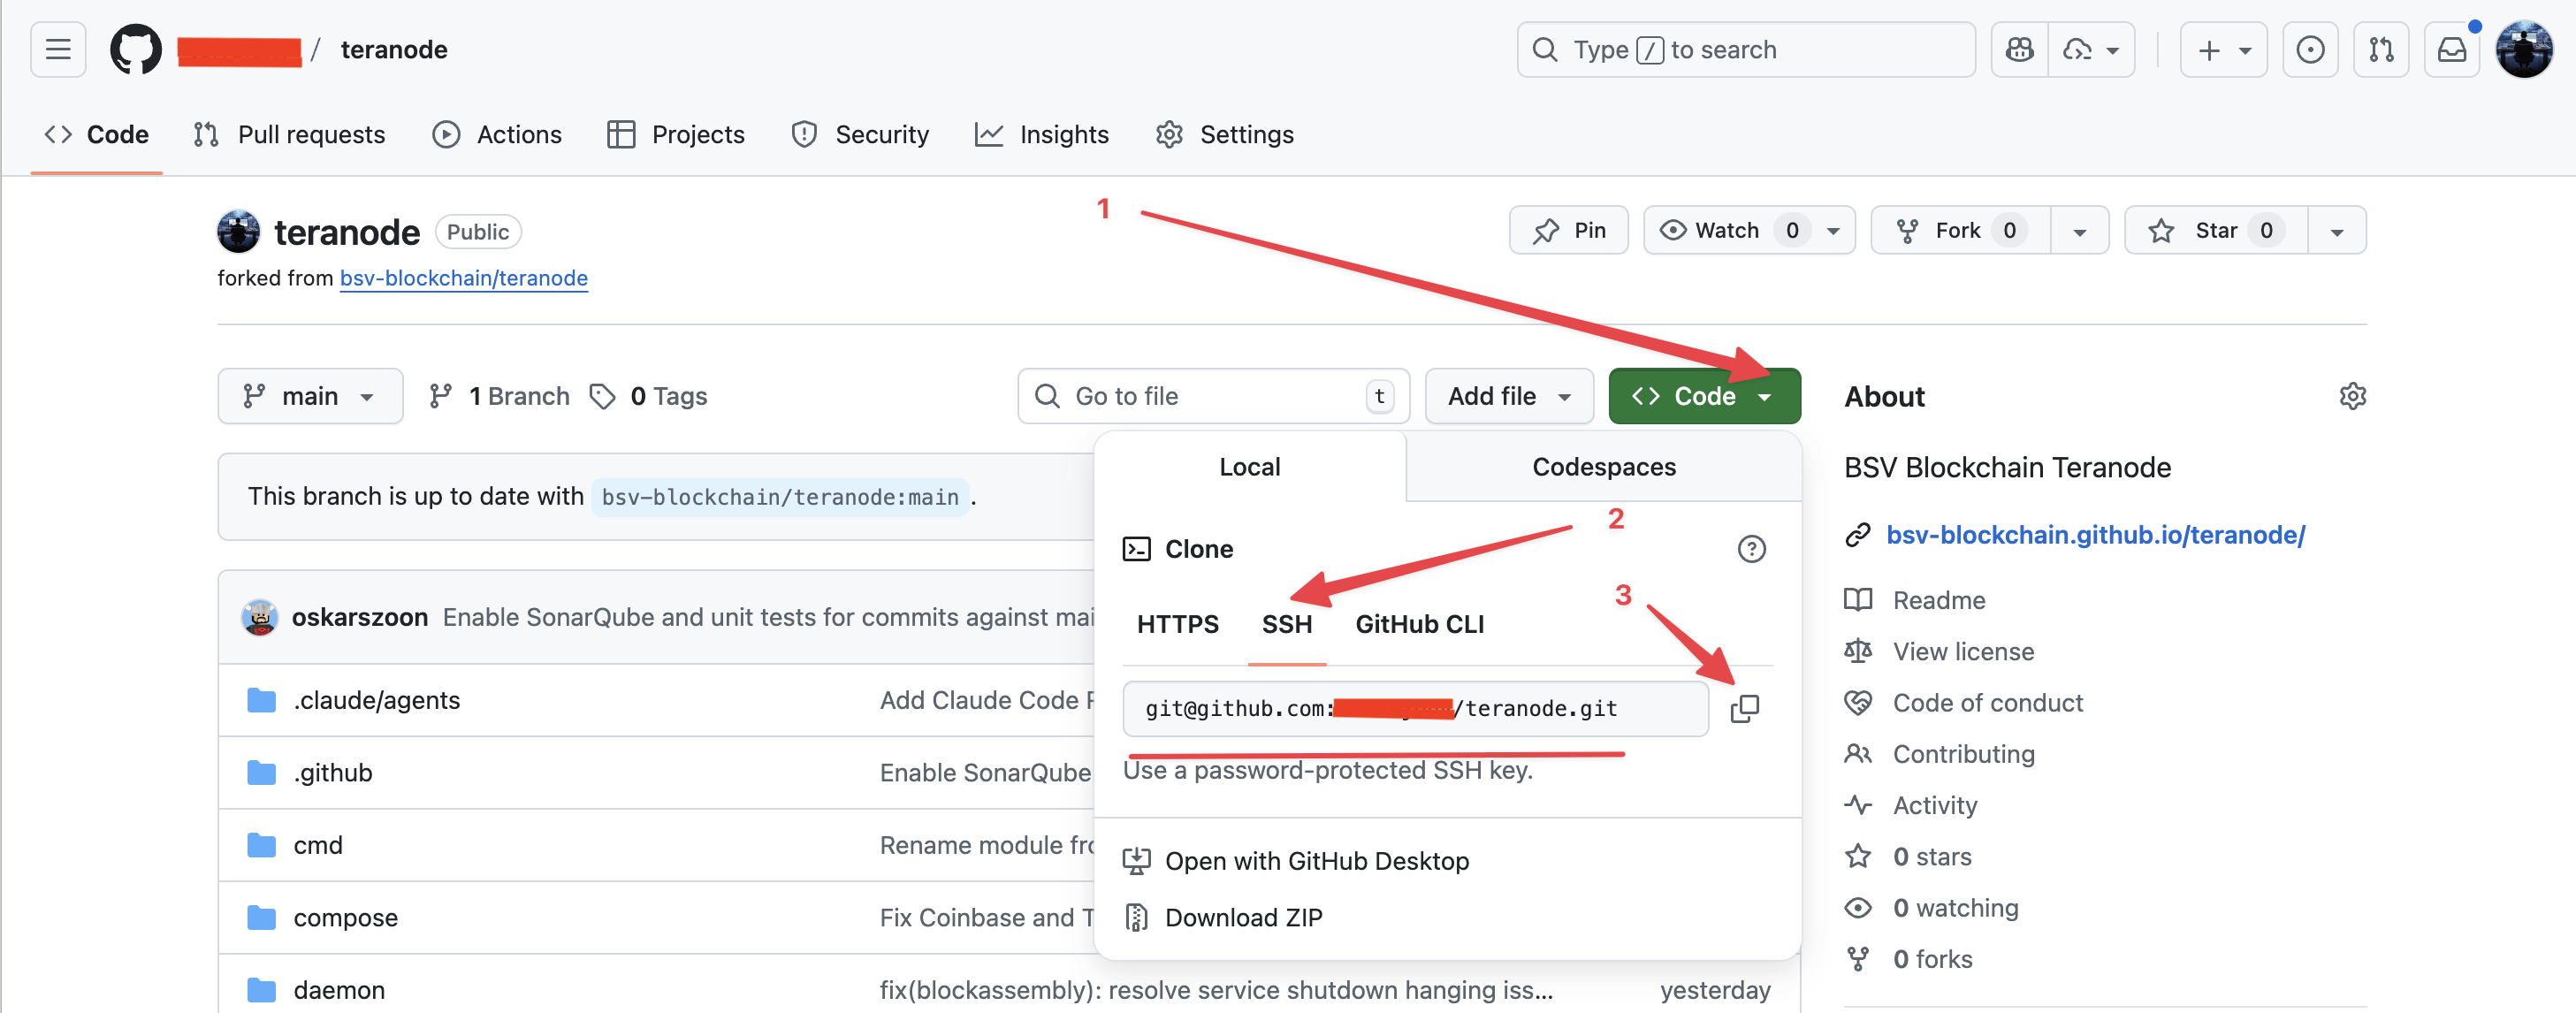 / teranode
Type / to search
Code
Pull requests
Actions
Projects
Security
Insights
Settings
1
teranode Public
Pin
Watch 0
Fork 0
Star 0
forked from bsv-blockchain/teranode
main
1 Branch
0 Tags
Go to file t
Add file
Code
About
Local
Codespaces
BSV Blockchain Teranode
This branch is up to date with bsv-blockchain/teranode:main.
2
bsv-blockchain.github.io/teranode/
Clone
3
Readme
oskarszoon Enable SonarQube and unit tests for commits against mai
HTTPS
SSH
GitHub CLI
View license
.claude/agents
Add Claude Code
git@github.com:
/teranode.git
Code of conduct
Use a password-protected SSH key.
Contributing
.github
Enable SonarQube
Activity
cmd
Rename module fro
Open with GitHub Desktop
0 stars
compose
Fix Coinbase and T
Download ZIP
0 watching
0 forks
daemon
fix(blockassembly): resolve service shutdown hanging iss...
yesterday